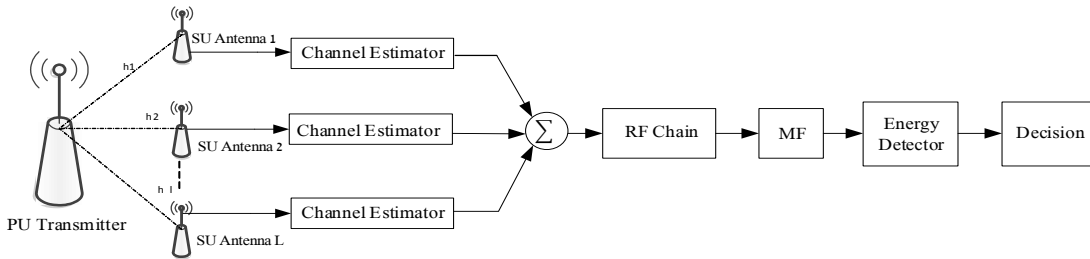 SU Antenna 1
Channel Estimator
h1
h2
Channel Estimator
SU Antenna 2
∑
RF Chain
MF
Energy
Detector
Decision
h l
Channel Estimator
PU Transmitter
SU Antenna L